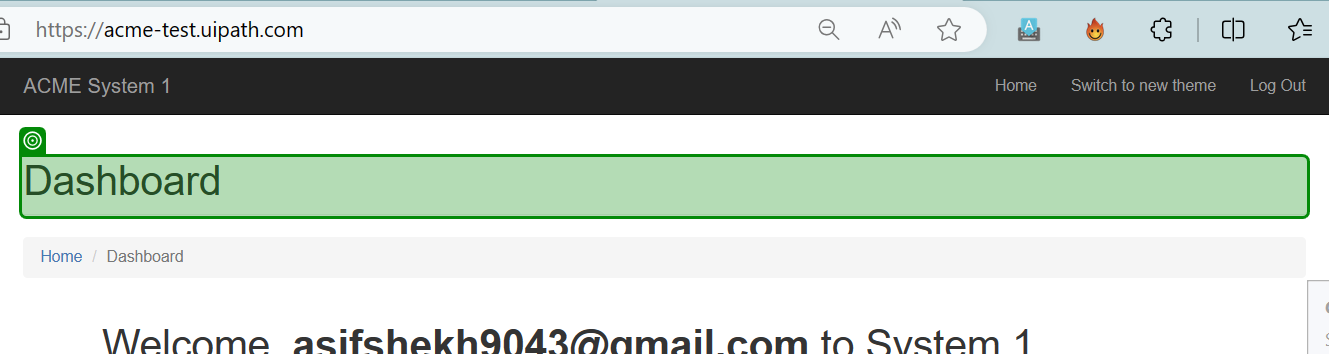 https://acme-test.uipath.com
ACME System 1 Home Switch to new theme Log Out
Dashboard
Home / Dashboard
Welcome, asifshekh9043@gmail.com to System 1